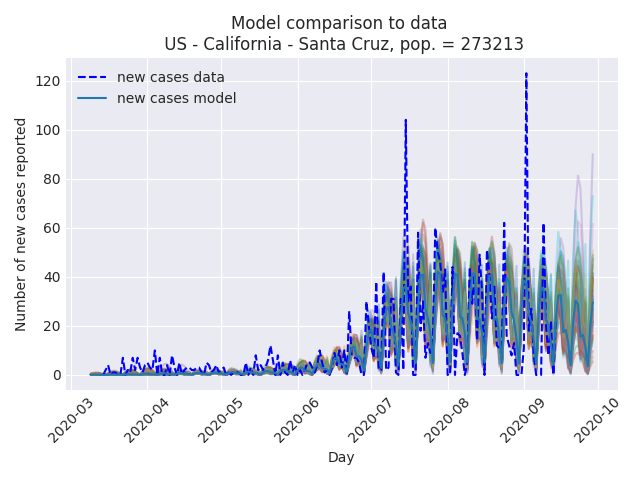 Model comparison to data
US - California - Santa Cruz, pop. = 273213
new cases data
new cases model
Number of new cases reported
120
100
80
60
40
20
0
2020-03
2020-04
2020-05
2020-06
2020-07
2020-08
2020-09
2020-10
Day